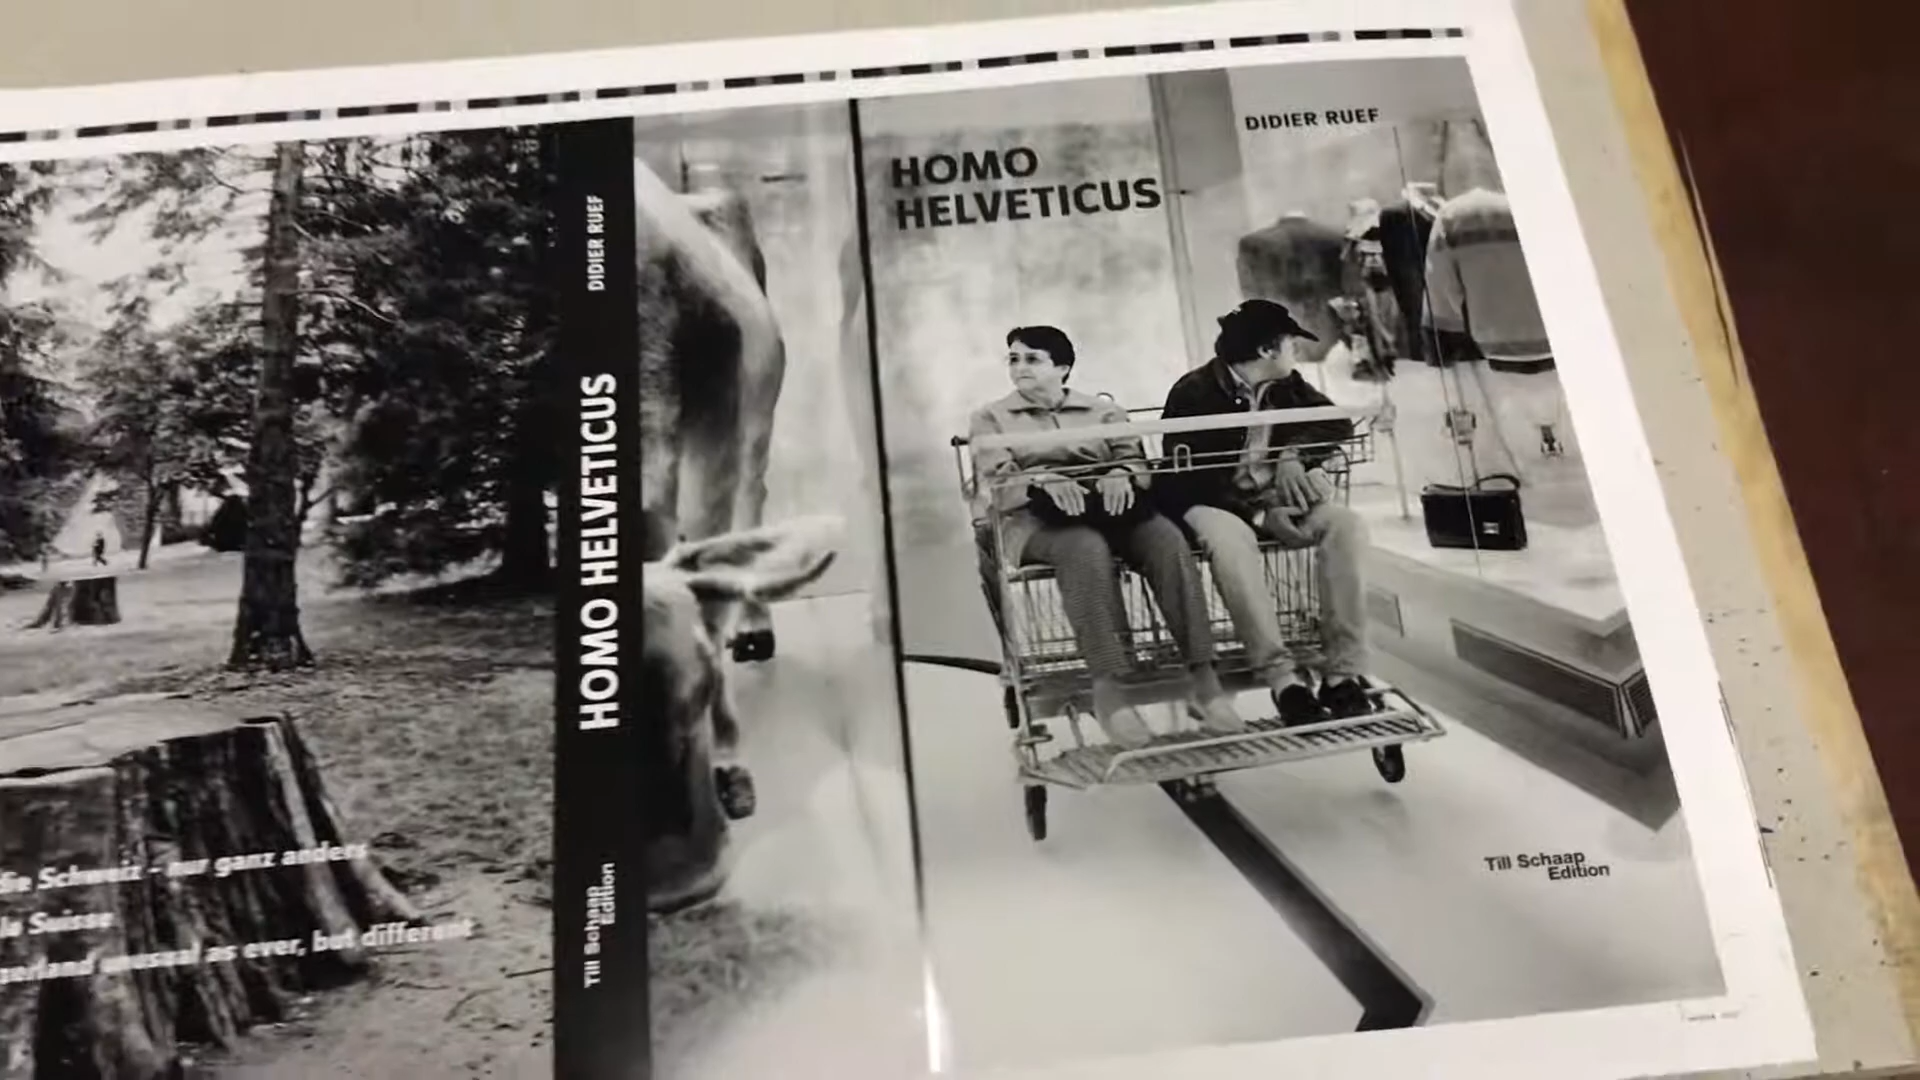 die Schweiz – nur ganz anders
la Suisse
unusual as ever, but different
HOMO HELVETICUS
DIDIER RUEF
Till Schaap
Edition
DIDIER RUEF
HOMO
HELVETICUS
Till Schaap
Edition